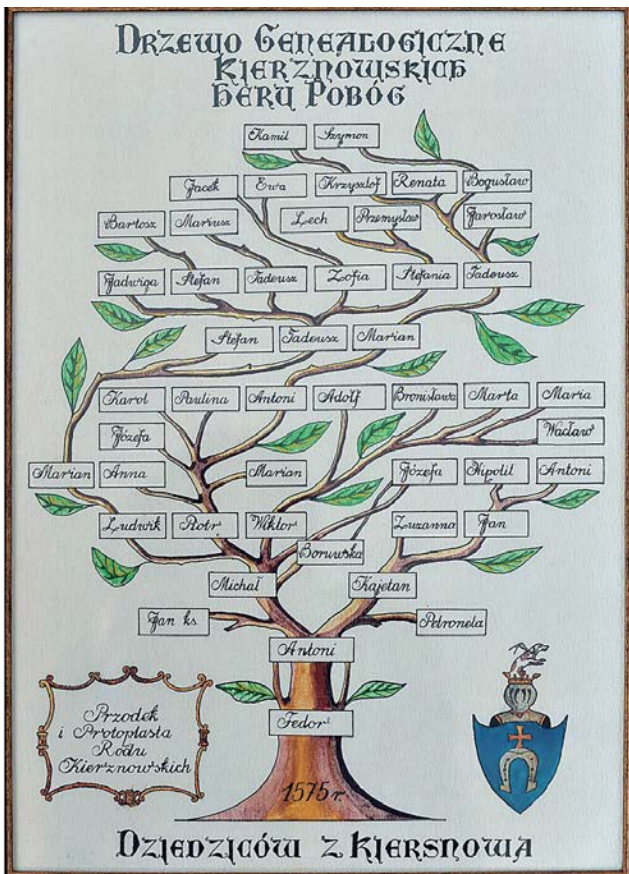 Drzewo Genealogiczne
Kierznowskich
Heru Pobóg
Kamil Szymon
Jacek Ewa Krzysztof Renata Bogusław
Bartosz Mariusz Lech Przemysław Jarosław
Jadwiga Stefan Tadeusz Zofia Stefania Tadeusz
Stefan Tadeusz Marian
Karol Paulina Antoni Adolf Bronisława Marta Maria
Józefa Wacław
Marian Anna Marian Józefa Hipolit Antoni
Ludwik Piotr Wiktor Zuzanna Jan
Michał Kajetan
Jan ks. Petronela
Antoni
Fedor
Przodek
i Protoplasta
Rodu
Kierznowskich
1575 r.
Dziedziców z Kiersnowa